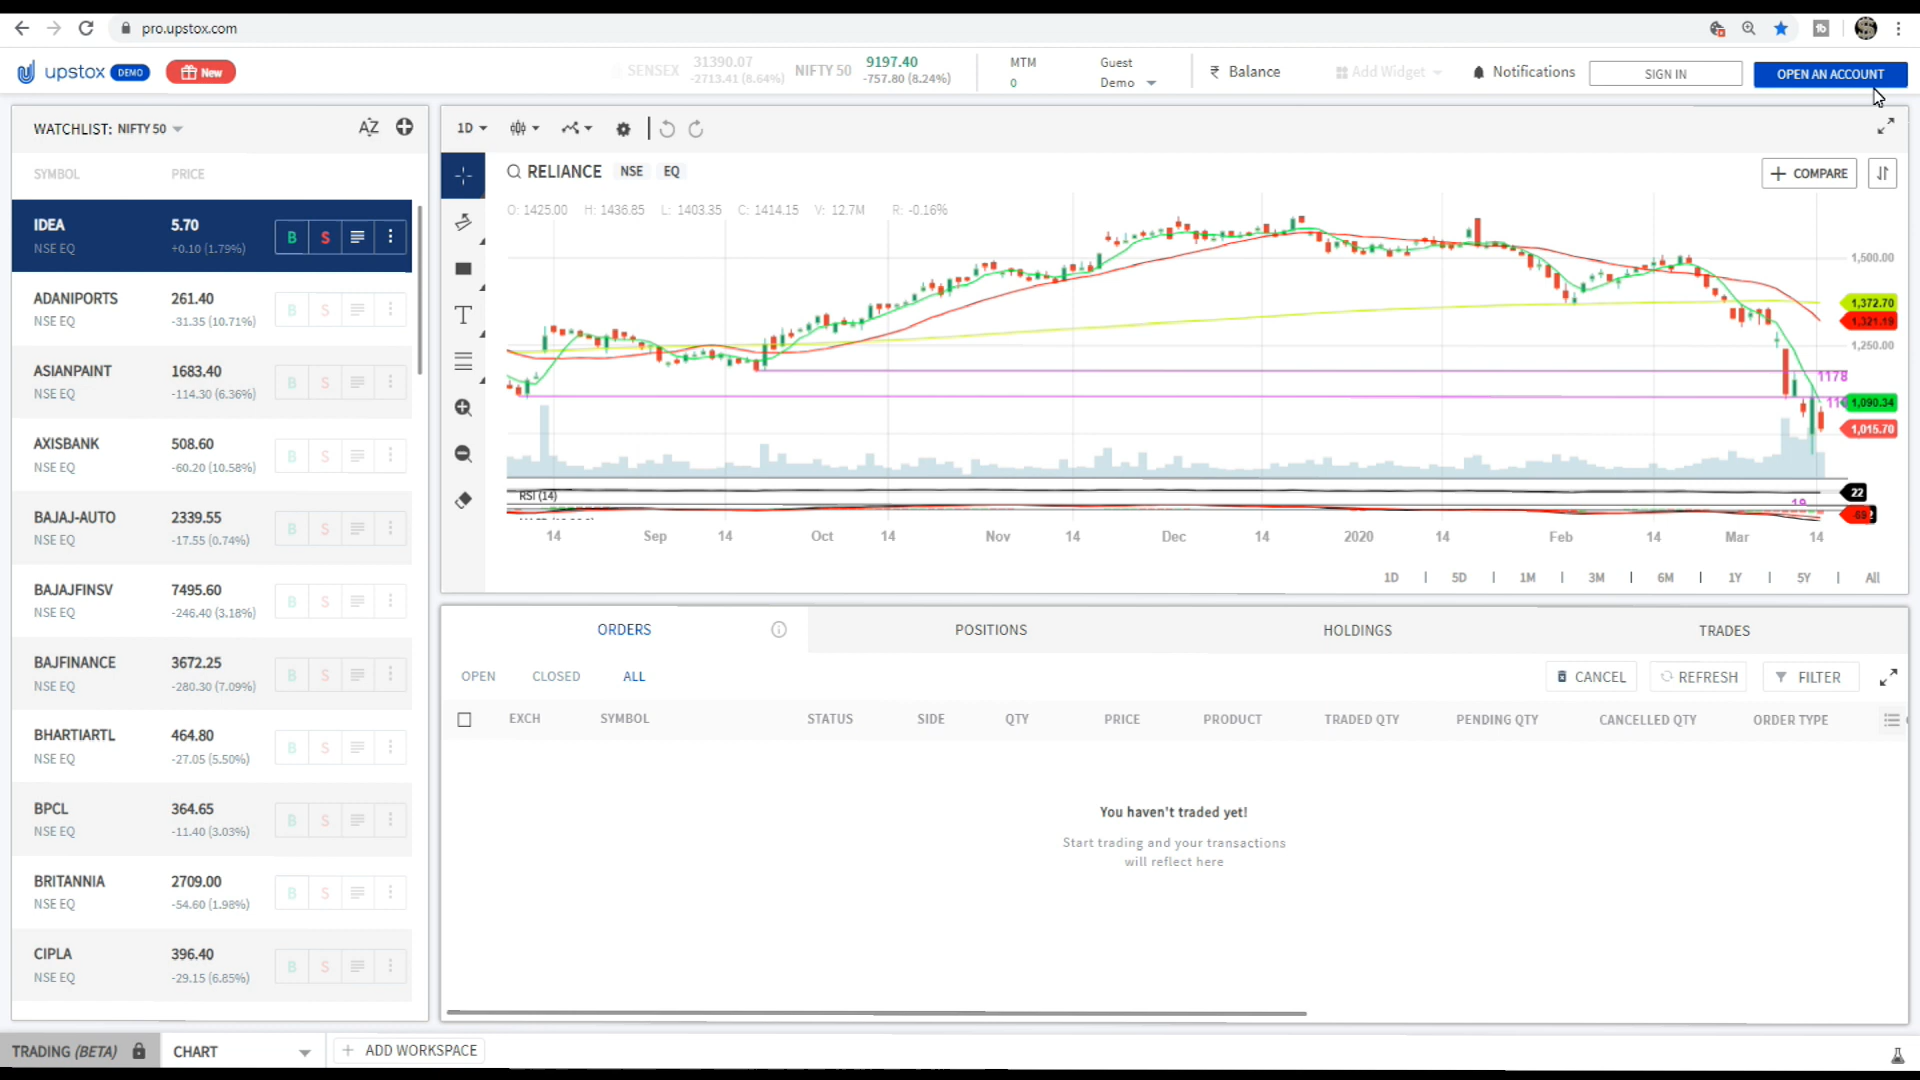 pro.upstox.com
upstox DEMO New
SENSEX 31390.07 -2713.41 (8.64%)
NIFTY 50 9197.40 -757.80 (8.24%)
MTM 0
Guest Demo
₹ Balance
Add Widget
Notifications
SIGN IN
OPEN AN ACCOUNT
WATCHLIST: NIFTY 50
SYMBOL PRICE
IDEA 5.70 B S
NSE EQ +0.10 (1.79%)
ADANIPORTS 261.40 B S
NSE EQ -31.35 (10.71%)
ASIANPAINT 1683.40 B S
NSE EQ -114.30 (6.36%)
AXISBANK 508.60 B S
NSE EQ -60.20 (10.58%)
BAJAJ-AUTO 2339.55 B S
NSE EQ -17.55 (0.74%)
BAJAJFINSV 7495.60 B S
NSE EQ -246.40 (3.18%)
BAJFINANCE 3672.25 B S
NSE EQ -280.30 (7.09%)
BHARTIARTL 464.80 B S
NSE EQ -27.05 (5.50%)
BPCL 364.65 B S
NSE EQ -11.40 (3.03%)
BRITANNIA 2709.00 B S
NSE EQ -54.60 (1.98%)
CIPLA 396.40 B S
NSE EQ -29.15 (6.85%)
1D
RELIANCE NSE EQ
+ COMPARE
O: 1425.00 H: 1436.85 L: 1403.35 C: 1414.15 V: 12.7M R: -0.16%
1,500.00
1,372.70
1,321.19
1,250.00
1178
1,090.34
1,015.70
RSI (14)
22
19
14 Sep 14 Oct 14 Nov 14 Dec 14 2020 14 Feb 14 Mar 14
1D | 5D | 1M | 3M | 6M | 1Y | 5Y | All
ORDERS POSITIONS HOLDINGS TRADES
OPEN CLOSED ALL
CANCEL REFRESH FILTER
EXCH SYMBOL STATUS SIDE QTY PRICE PRODUCT TRADED QTY PENDING QTY CANCELLED QTY ORDER TYPE
You haven't traded yet!
Start trading and your transactions
will reflect here
TRADING (BETA) CHART + ADD WORKSPACE